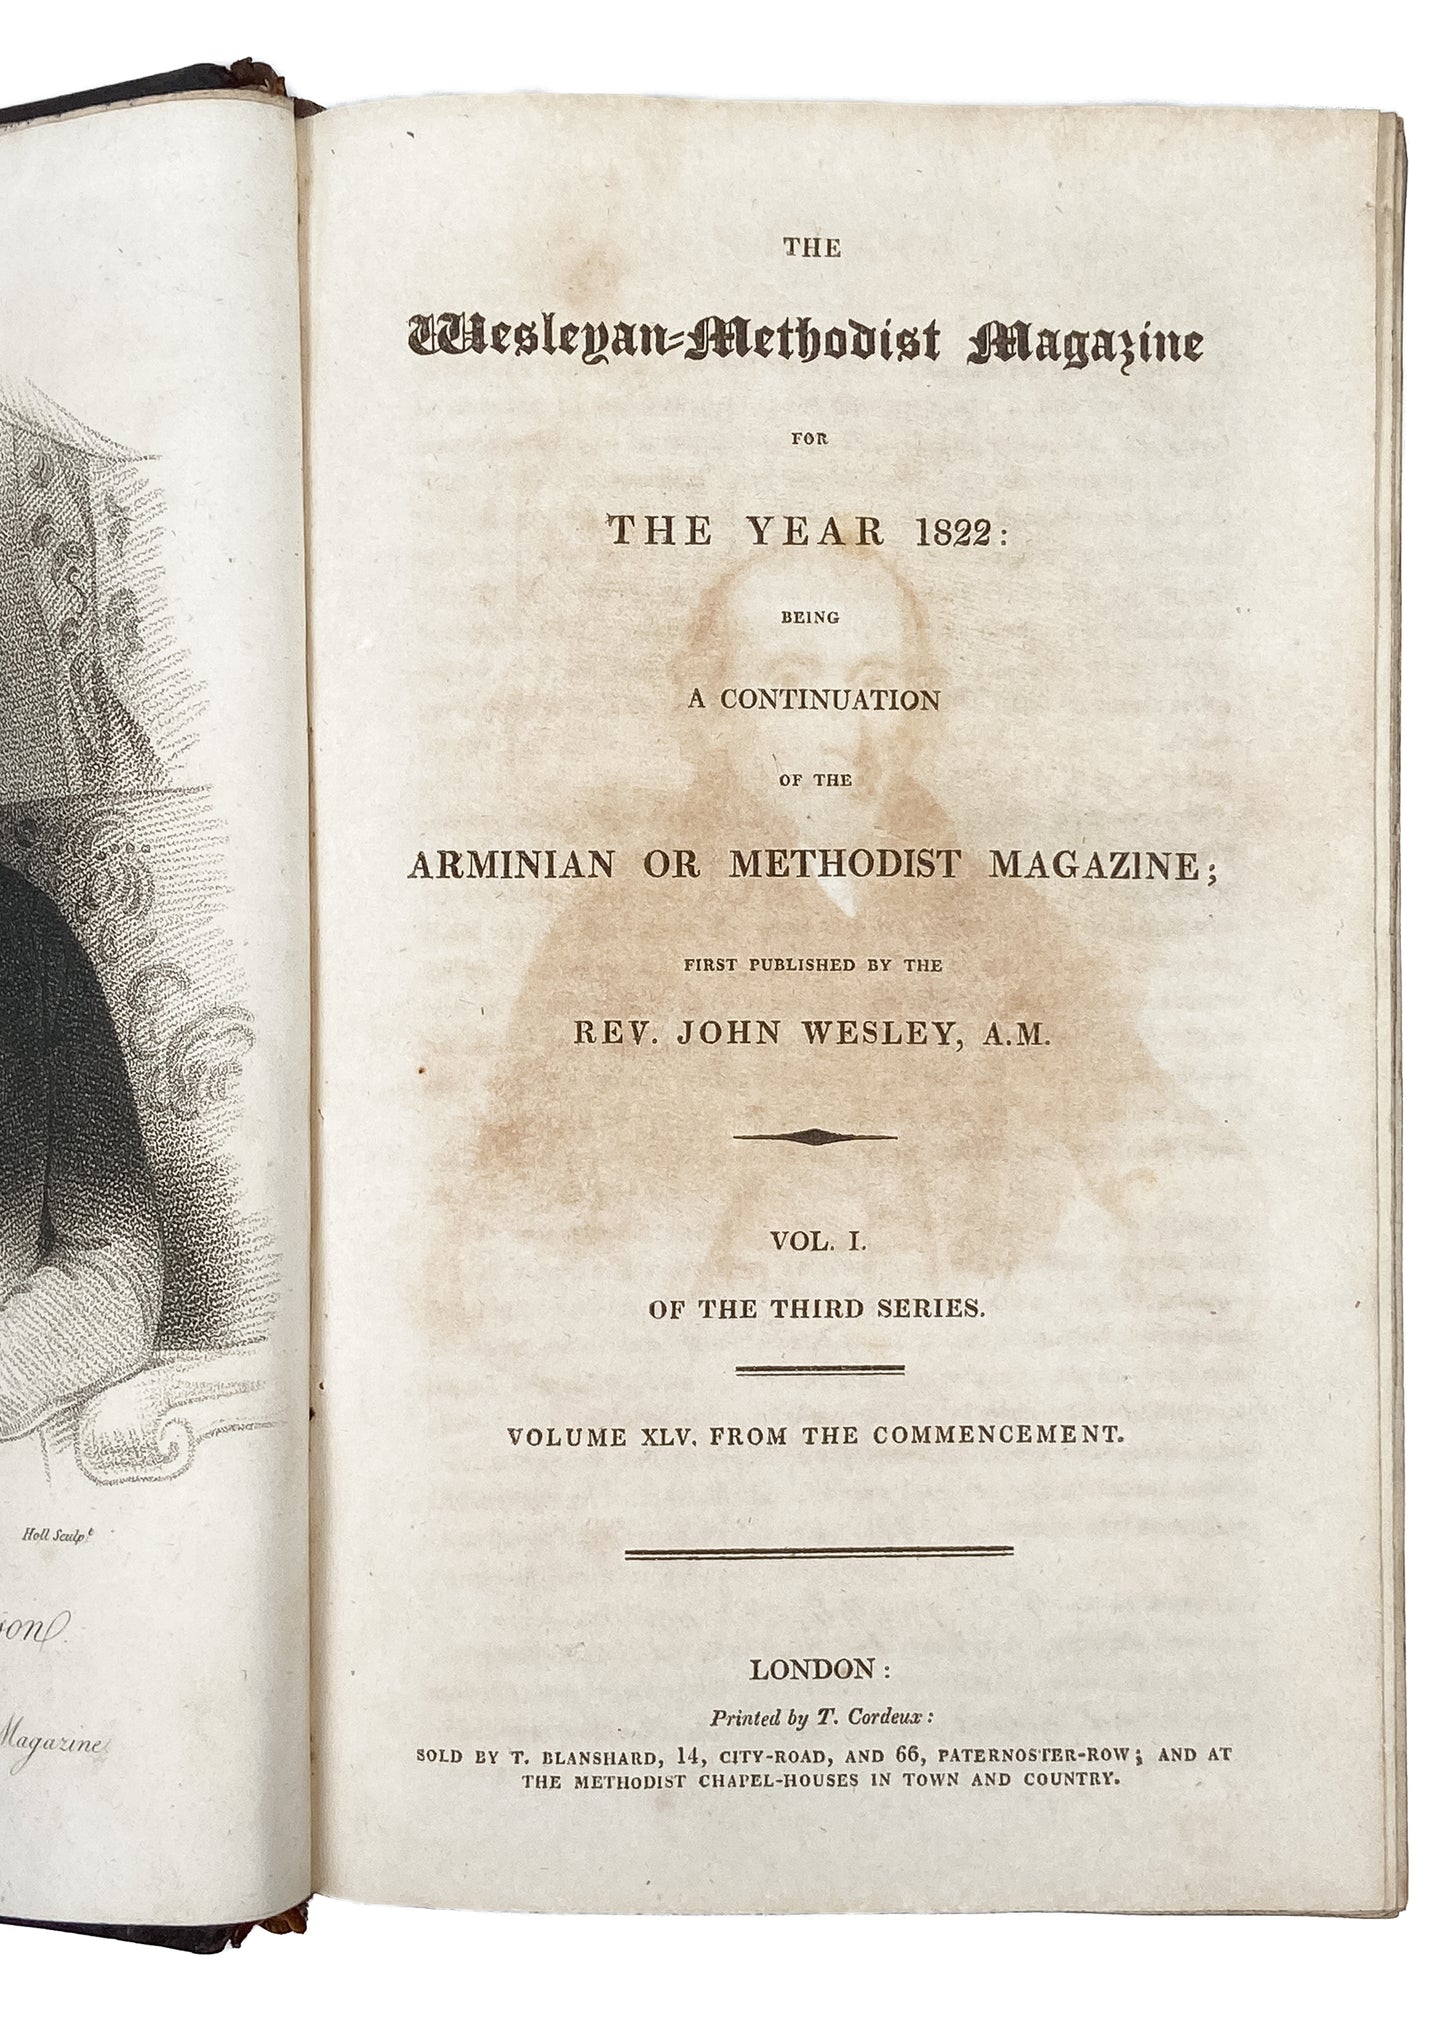 THE
Wesleyan-Methodist Magazine
FOR
THE YEAR 1822:
BEING
A CONTINUATION
OF THE
ARMINIAN OR METHODIST MAGAZINE;
FIRST PUBLISHED BY THE
REV. JOHN WESLEY, A.M.
VOL. I.
OF THE THIRD SERIES.
VOLUME XLV. FROM THE COMMENCEMENT.
LONDON:
Printed by T. Cordeux:
SOLD BY T. BLANSHARD, 14, CITY-ROAD, AND 66, PATERNOSTER-ROW; AND AT
THE METHODIST CHAPEL-HOUSES IN TOWN AND COUNTRY.
Holl Sculpt.
Magazine